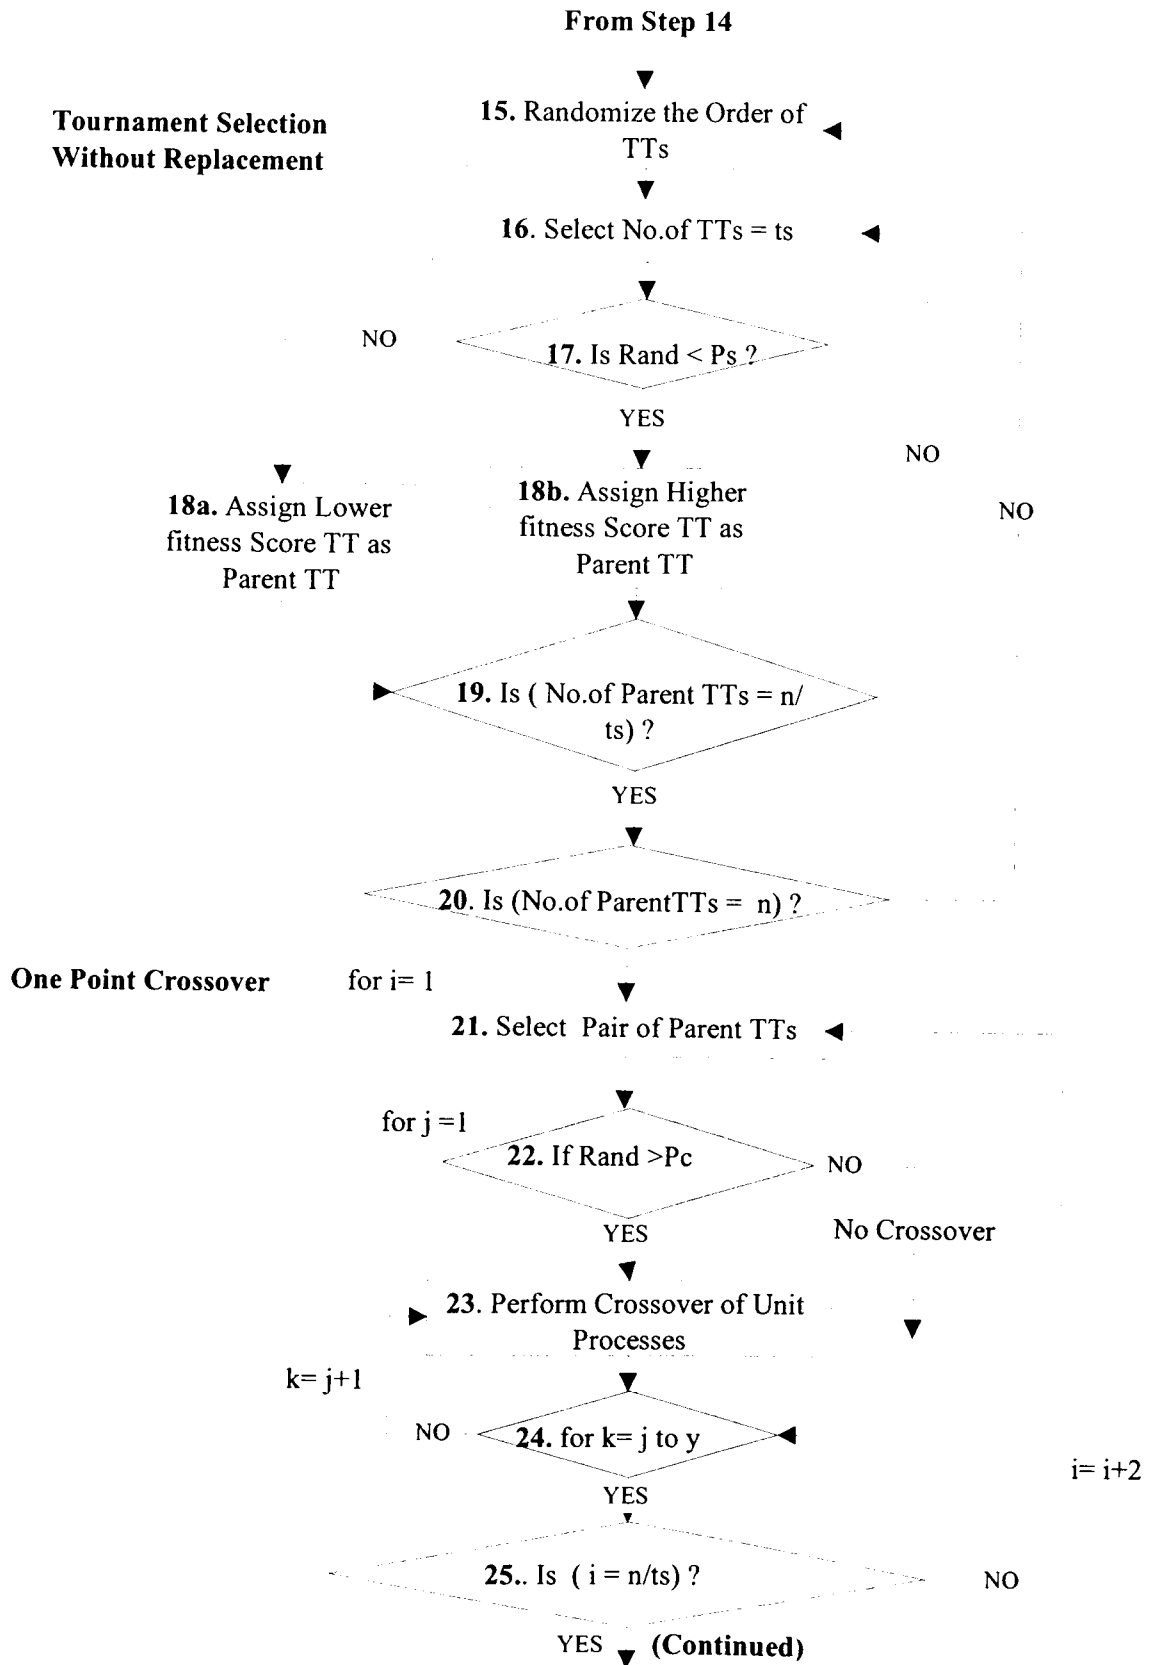 From Step 14
Tournament Selection
Without Replacement
15. Randomize the Order of
TTs
16. Select No.of TTs = ts
NO
17. Is Rand < Ps ?
YES
NO
NO
18a. Assign Lower
fitness Score TT as
Parent TT
18b. Assign Higher
fitness Score TT as
Parent TT
19. Is ( No.of Parent TTs = n/
ts) ?
YES
20. Is (No.of ParentTTs = n) ?
One Point Crossover
for i= 1
21. Select Pair of Parent TTs
for j =1
22. If Rand >Pc
NO
YES
No Crossover
23. Perform Crossover of Unit
Processes
k= j+1
NO
24. for k= j to y
i= i+2
YES
25.. Is ( i = n/ts) ?
NO
YES
(Continued)